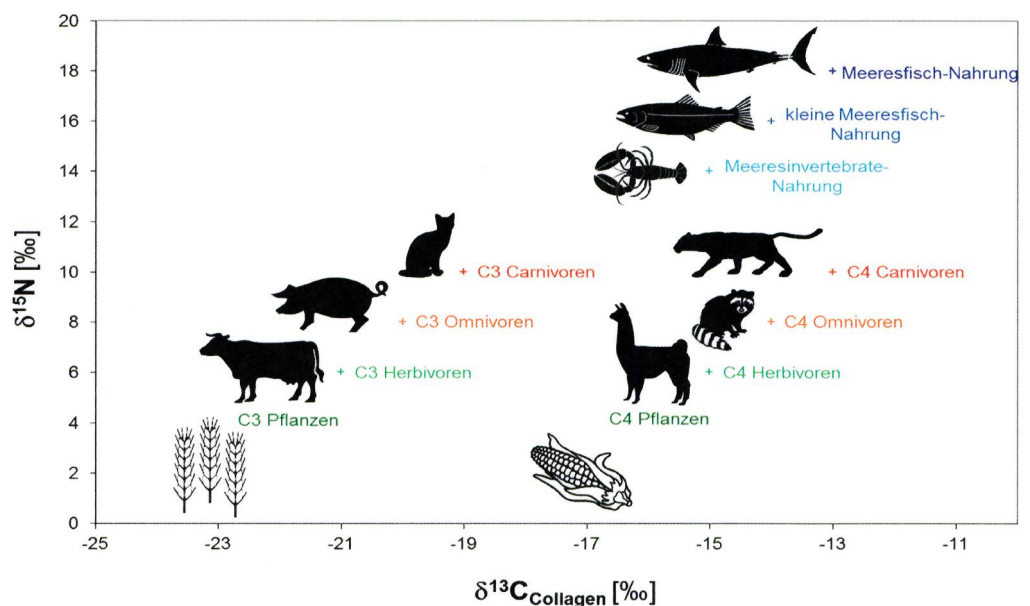 20
18
16
14
12
10
8
6
4
2
0
δ15N [‰]
Meeresfisch-Nahrung
kleine Meeresfisch-
Nahrung
Meeresinvertebrate-
Nahrung
C3 Carnivoren
C4 Carnivoren
C3 Omnivoren
C4 Omnivoren
C3 Herbivoren
C4 Herbivoren
C3 Pflanzen
C4 Pflanzen
-25
-23
-21
-19
-17
-15
-13
-11
δ13CCollagen [‰]